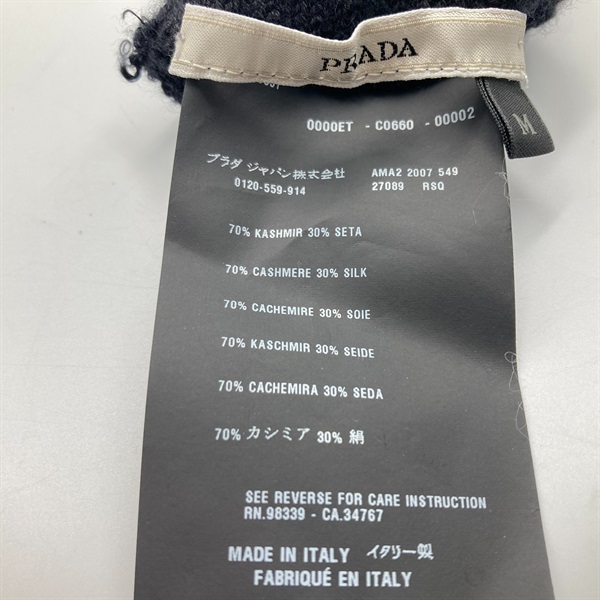 PRADA
M
0000ET - C0660 - 00002
プラダ ジャパン株式会社
0120-559-914
AMA2 2007 549
27089 RSQ
70% KASHMIR 30% SETA
70% CASHMERE 30% SILK
70% CACHEMIRE 30% SOIE
70% KASCHMIR 30% SEIDE
70% CACHEMIRA 30% SEDA
70% カシミア 30% 絹
SEE REVERSE FOR CARE INSTRUCTION
RN.98339 - CA.34767
MADE IN ITALY イタリー製
FABRIQUÉ EN ITALY